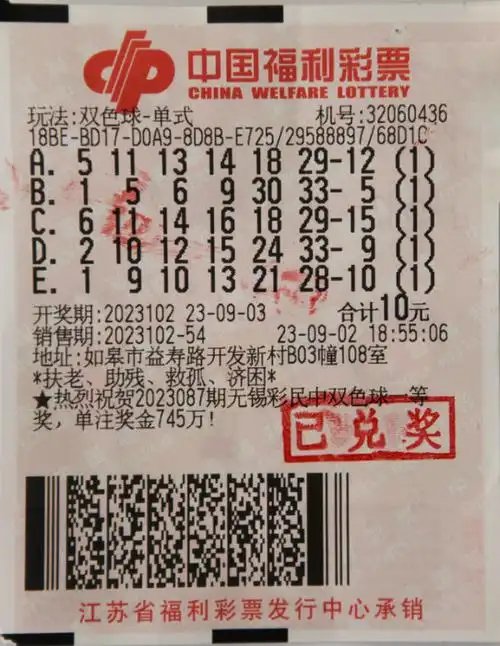 中国福利彩票
CHINA WELFARE LOTTERY
玩法:双色球-单式 机号:32060436
18BE-BD17-D0A9-8D8B-E725/29588897/68D1C
A. 5 11 13 14 18 29-12 (1)
B. 1 5 6 9 30 33- 5 (1)
C. 6 11 14 16 18 29-15 (1)
D. 2 10 12 15 24 33- 9 (1)
E. 1 9 10 13 21 28-10 (1)
开奖期:2023102 23-09-03 合计10元
销售期:2023102-54 23-09-02 18:55:06
地址:如皋市益寿路开发新村B03幢108室
*扶老、助残、救孤、济困*
★热烈祝贺2023087期无锡彩民中双色球一等
奖，单注奖金745万!
已兑奖
江苏省福利彩票发行中心承销